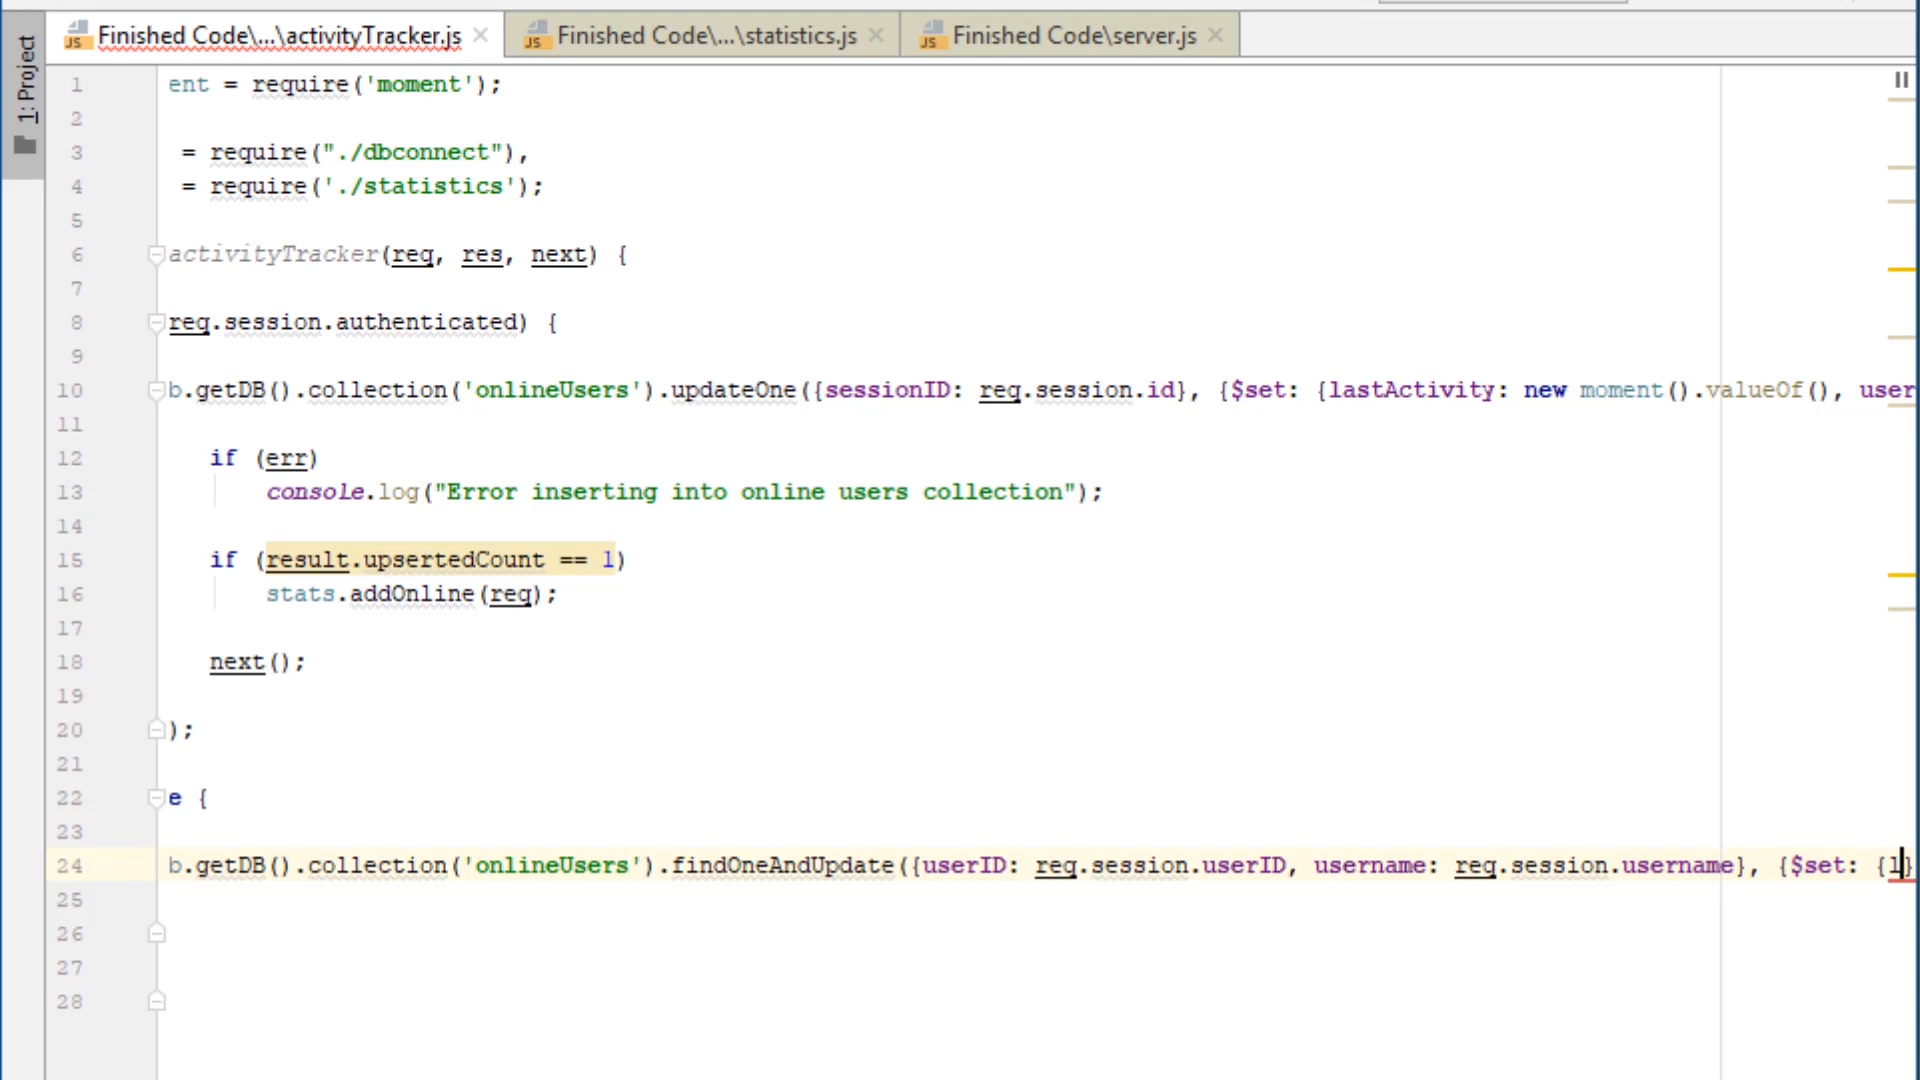 Finished Code\...\activityTracker.js
Finished Code\...\statistics.js
Finished Code\server.js
1: Project
1 ent = require('moment');
2
3 = require("./dbconnect"),
4 = require('./statistics');
5
6 activityTracker(req, res, next) {
7
8 req.session.authenticated) {
9
10 b.getDB().collection('onlineUsers').updateOne({sessionID: req.session.id}, {$set: {lastActivity: new moment().valueOf(), user
11
12 if (err)
13 console.log("Error inserting into online users collection");
14
15 if (result.upsertedCount == 1)
16 stats.addOnline(req);
17
18 next();
19
20 );
21
22 e {
23
24 b.getDB().collection('onlineUsers').findOneAndUpdate({userID: req.session.userID, username: req.session.username}, {$set: {l}
25
26
27
28